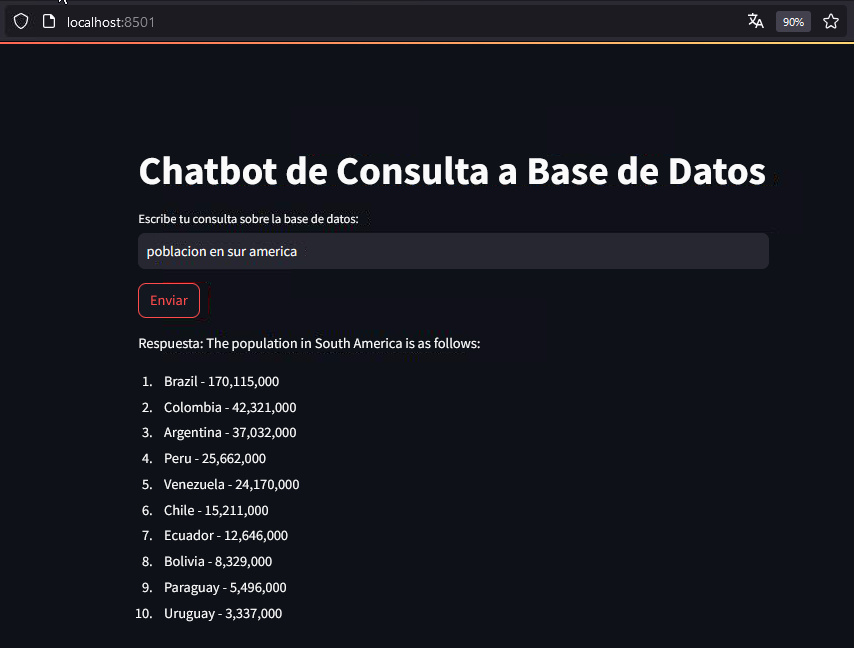 localhost:8501
90%
Chatbot de Consulta a Base de Datos
Escribe tu consulta sobre la base de datos:
poblacion en sur america
Enviar
Respuesta: The population in South America is as follows:
1. Brazil - 170,115,000
2. Colombia - 42,321,000
3. Argentina - 37,032,000
4. Peru - 25,662,000
5. Venezuela - 24,170,000
6. Chile - 15,211,000
7. Ecuador - 12,646,000
8. Bolivia - 8,329,000
9. Paraguay - 5,496,000
10. Uruguay - 3,337,000